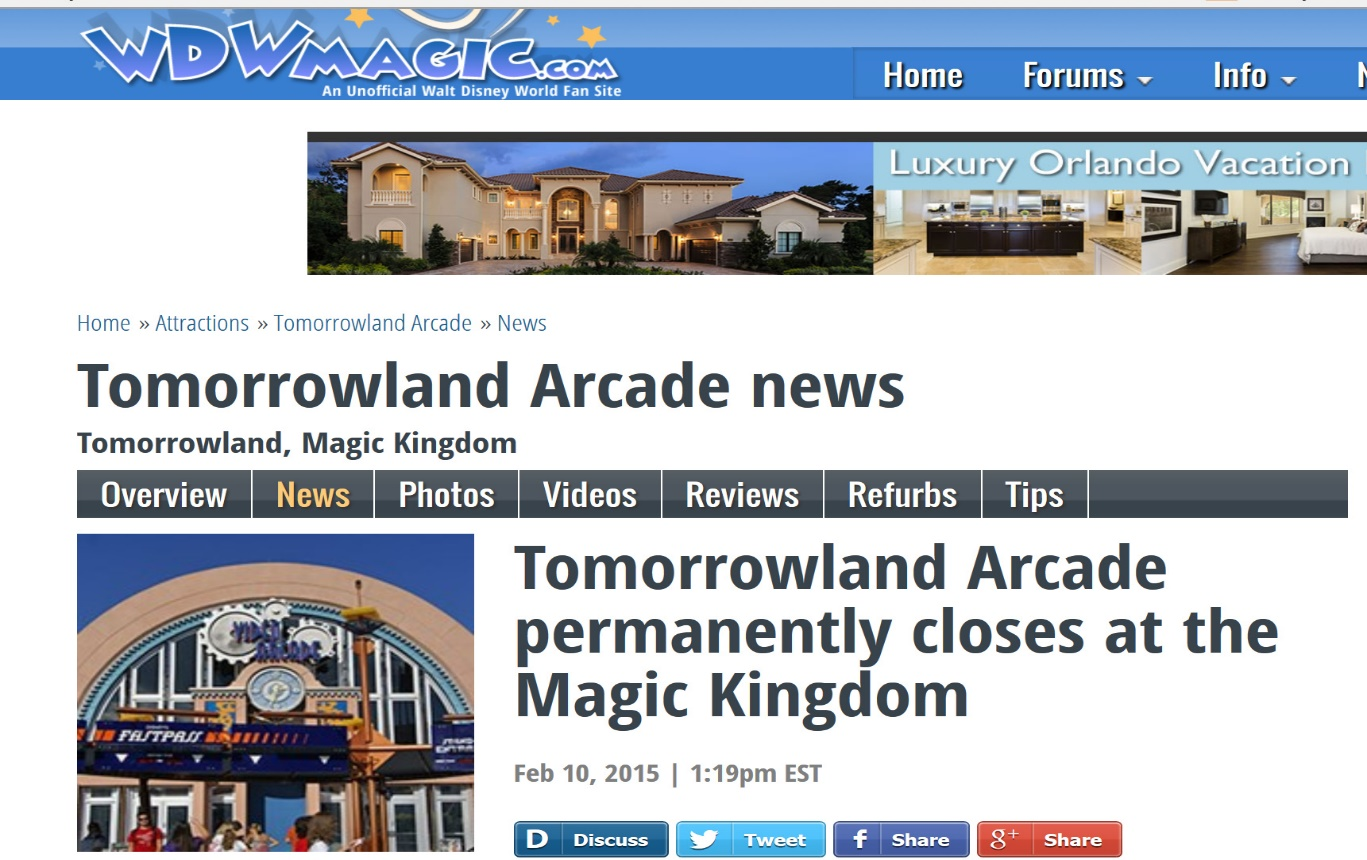 WDWMAGIC.COM
An Unofficial Walt Disney World Fan Site
Home Forums Info N
Luxury Orlando Vacation
Home » Attractions » Tomorrowland Arcade » News
Tomorrowland Arcade news
Tomorrowland, Magic Kingdom
Overview News Photos Videos Reviews Refurbs Tips
VIDEO
ARCADE
FASTPASS
Tomorrowland Arcade
permanently closes at the
Magic Kingdom
Feb 10, 2015 | 1:19pm EST
D Discuss Tweet f Share g+ Share